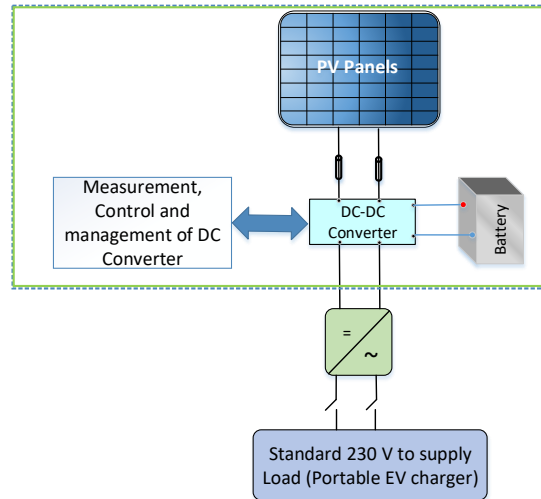 PV Panels
Measurement,
Control and
management of DC
Converter
DC-DC
Converter
Battery
=
~
Standard 230 V to supply
Load (Portable EV charger)